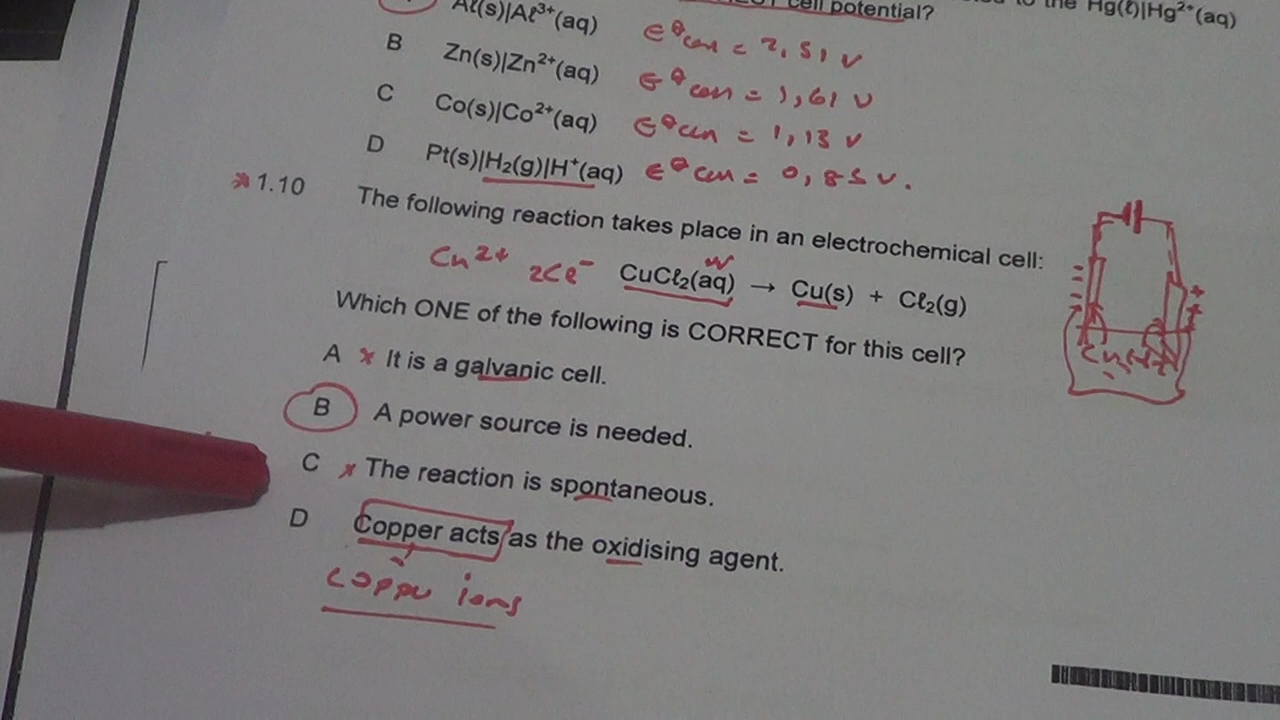 cell potential?
to the Hg(ℓ)|Hg²⁺(aq)
Aℓ(s)|Aℓ³⁺(aq) E°cell = 2,51 V
B Zn(s)|Zn²⁺(aq) E°cell = 1,61 V
C Co(s)|Co²⁺(aq) E°cell = 1,13 V
D Pt(s)|H₂(g)|H⁺(aq) E°cell = 0,85 V.
1.10 The following reaction takes place in an electrochemical cell:
Cu²⁺ 2Cℓ⁻ CuCℓ₂(aq) → Cu(s) + Cℓ₂(g)
Which ONE of the following is CORRECT for this cell?
A × It is a galvanic cell.
B A power source is needed.
C × The reaction is spontaneous.
D Copper acts as the oxidising agent.
copper ions